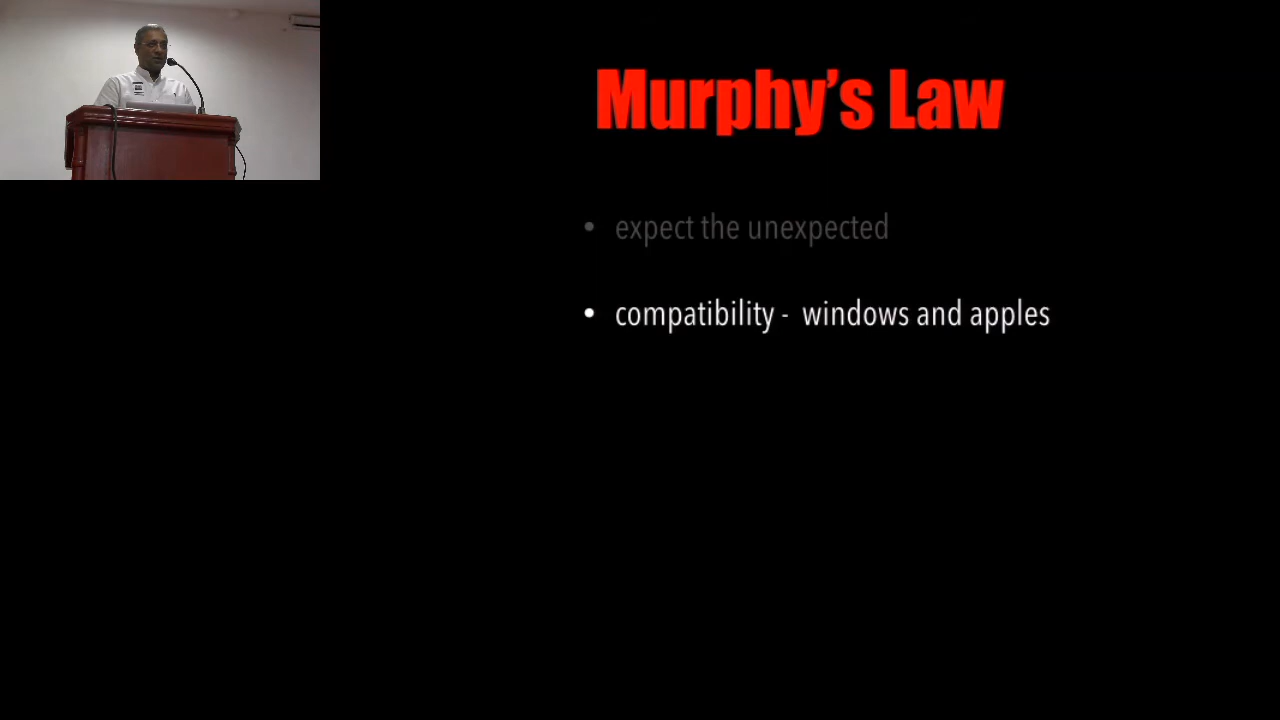 Murphy's Law
• expect the unexpected
• compatibility - windows and apples